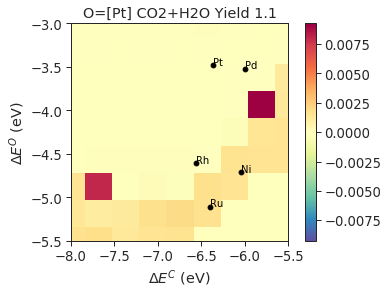 O=[Pt] CO2+H2O Yield 1.1
−3.0
−3.5
−4.0
−4.5
−5.0
−5.5
ΔE^O (eV)
Pt
Pd
Rh
Ni
Ru
−8.0
−7.5
−7.0
−6.5
−6.0
−5.5
ΔE^C (eV)
0.0075
0.0050
0.0025
0.0000
−0.0025
−0.0050
−0.0075